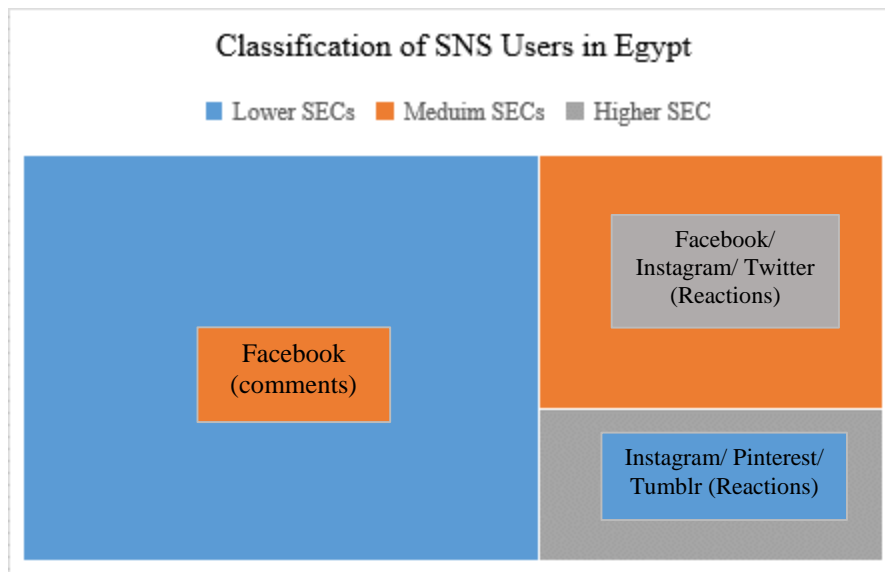 Classification of SNS Users in Egypt
Lower SECs Meduim SECs Higher SEC
Facebook/
Instagram/ Twitter
(Reactions)
Facebook
(comments)
Instagram/ Pinterest/
Tumblr (Reactions)